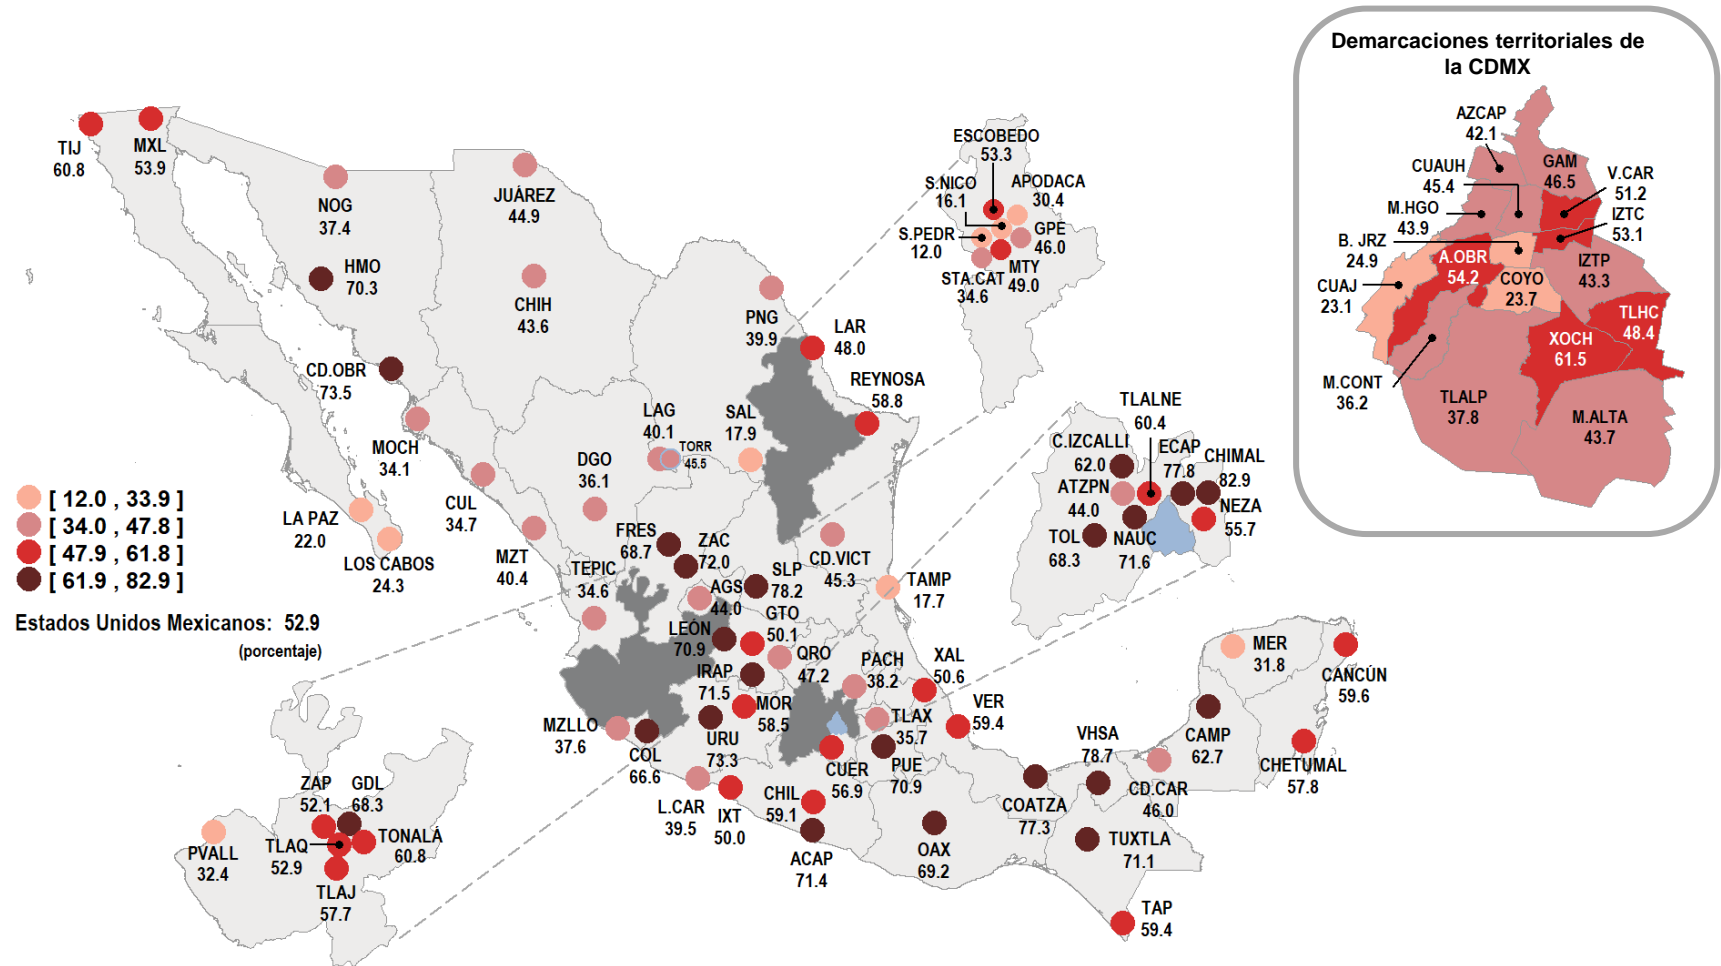 Demarcaciones territoriales de
la CDMX
AZCAP
42.1
CUAUH
45.4
GAM
46.5
V.CAR
51.2
M.HGO
43.9
IZTC
53.1
B. JRZ
24.9
A.OBR
54.2
IZTP
43.3
CUAJ
23.1
COYO
23.7
TLHC
48.4
XOCH
61.5
M.CONT
36.2
TLALP
37.8
M.ALTA
43.7
TIJ
60.8
MXL
53.9
NOG
37.4
JUÁREZ
44.9
HMO
70.3
CHIH
43.6
CD.OBR
73.5
MOCH
34.1
CUL
34.7
MZT
40.4
LA PAZ
22.0
LOS CABOS
24.3
ESCOBEDO
53.3
S.NICO
16.1
APODACA
30.4
S.PEDR
12.0
GPE
46.0
STA.CAT
34.6
MTY
49.0
PNG
39.9
LAR
48.0
REYNOSA
58.8
LAG
40.1
TORR
45.5
SAL
17.9
DGO
36.1
FRES
68.7
ZAC
72.0
TEPIC
34.6
AGS
44.0
SLP
78.2
CD.VICT
45.3
TAMP
17.7
LEÓN
70.9
GTO
50.1
IRAP
71.5
QRO
47.2
PACH
38.2
XAL
50.6
VER
59.4
MOR
58.5
TLAX
35.7
MZLLO
37.6
COL
66.6
URU
73.3
CUER
56.9
PUE
70.9
L.CAR
39.5
IXT
50.0
CHIL
59.1
ACAP
71.4
OAX
69.2
COATZA
77.3
VHSA
78.7
CD.CAR
46.0
TUXTLA
71.1
TAP
59.4
CAMP
62.7
MER
31.8
CANCÚN
59.6
CHETUMAL
57.8
TLALNE
60.4
C.IZCALLI
62.0
ECAP
77.8
CHIMAL
82.9
ATZPN
44.0
NEZA
55.7
TOL
68.3
NAUC
71.6
ZAP
52.1
GDL
68.3
PVALL
32.4
TLAQ
52.9
TONALÁ
60.8
TLAJ
57.7
[ 12.0 , 33.9 ]
[ 34.0 , 47.8 ]
[ 47.9 , 61.8 ]
[ 61.9 , 82.9 ]
Estados Unidos Mexicanos: 52.9
(porcentaje)